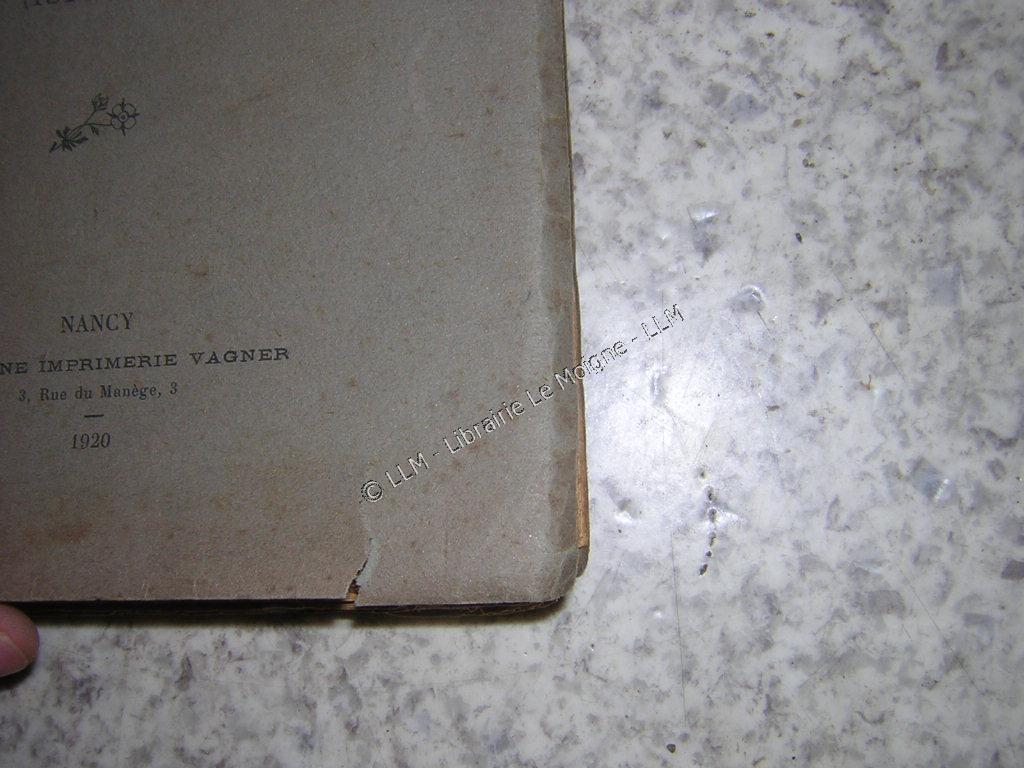 NANCY
NE IMPRIMERIE VAGNER
3, Rue du Manège, 3
1920
© LLM - Librairie Le Moigne - LLM